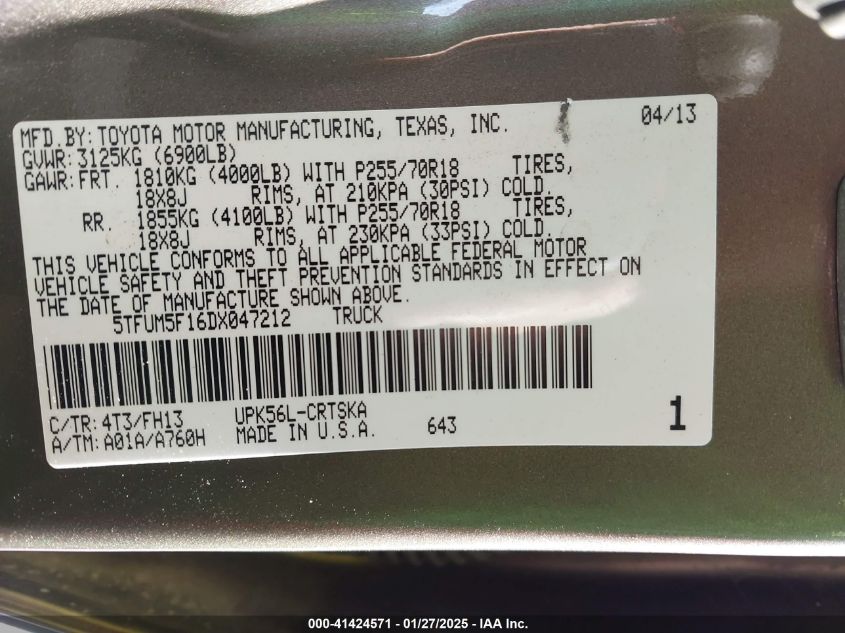 MFD.BY: TOYOTA MOTOR MANUFACTURING, TEXAS, INC. 04/13
GVWR: 3125KG (6900LB)
GAWR: FRT. 1810KG (4000LB) WITH P255/70R18 TIRES,
18X8J RIMS, AT 210KPA (30PSI) COLD.
RR. 1855KG (4100LB) WITH P255/70R18 TIRES,
18X8J RIMS, AT 230KPA (33PSI) COLD.
THIS VEHICLE CONFORMS TO ALL APPLICABLE FEDERAL MOTOR
VEHICLE SAFETY AND THEFT PREVENTION STANDARDS IN EFFECT ON
THE DATE OF MANUFACTURE SHOWN ABOVE.
5TFUM5F16DX047212 TRUCK
C/TR: 4T3/FH13 UPK56L-CRTSKA
A/TM: A01A/A760H MADE IN U.S.A. 643 1
000-41424571 - 01/27/2025 - IAA Inc.